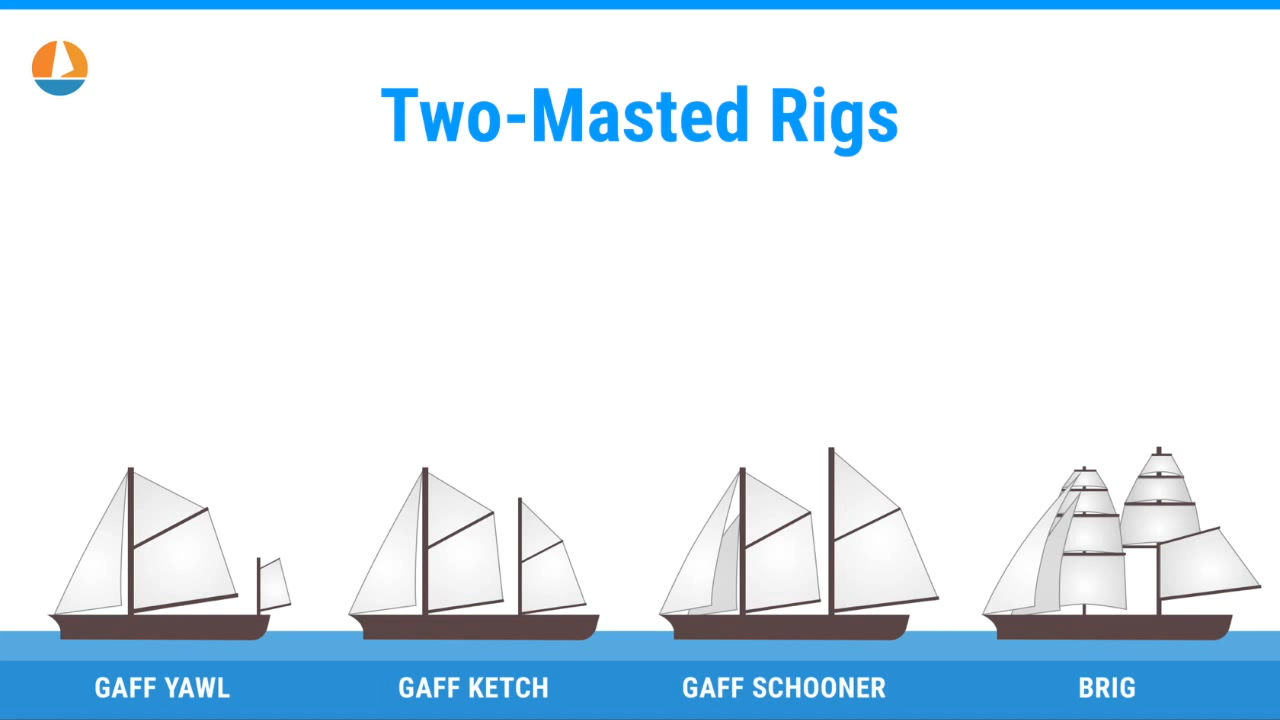 Two-Masted Rigs
GAFF YAWL
GAFF KETCH
GAFF SCHOONER
BRIG